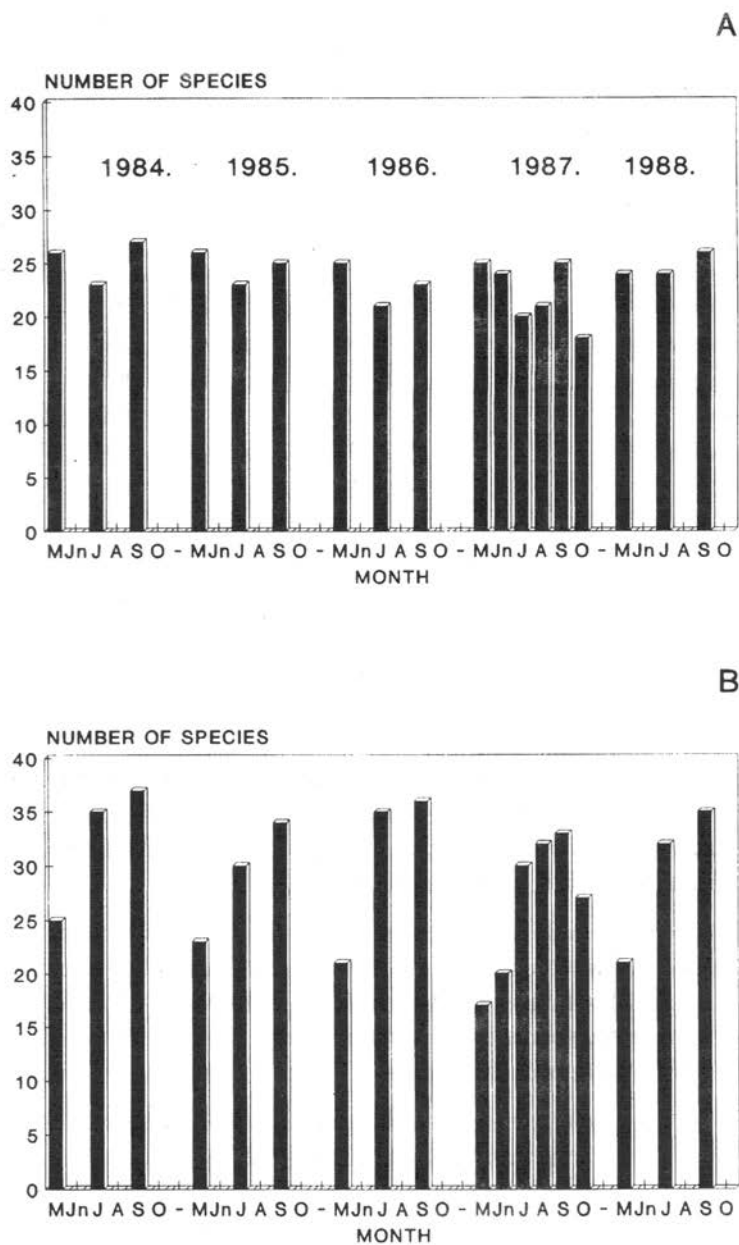 A
NUMBER OF SPECIES
40
35
1984. 1985. 1986. 1987. 1988.
30
25
20
15
10
5
0
MJnJ A S O - MJnJ A S O - MJnJ A S O - MJnJ A S O - MJnJ A S O
MONTH
B
NUMBER OF SPECIES
40
35
30
25
20
15
10
5
0
MJnJ A S O - MJnJ A S O - MJnJ A S O - MJnJ A S O - MJnJ A S O
MONTH